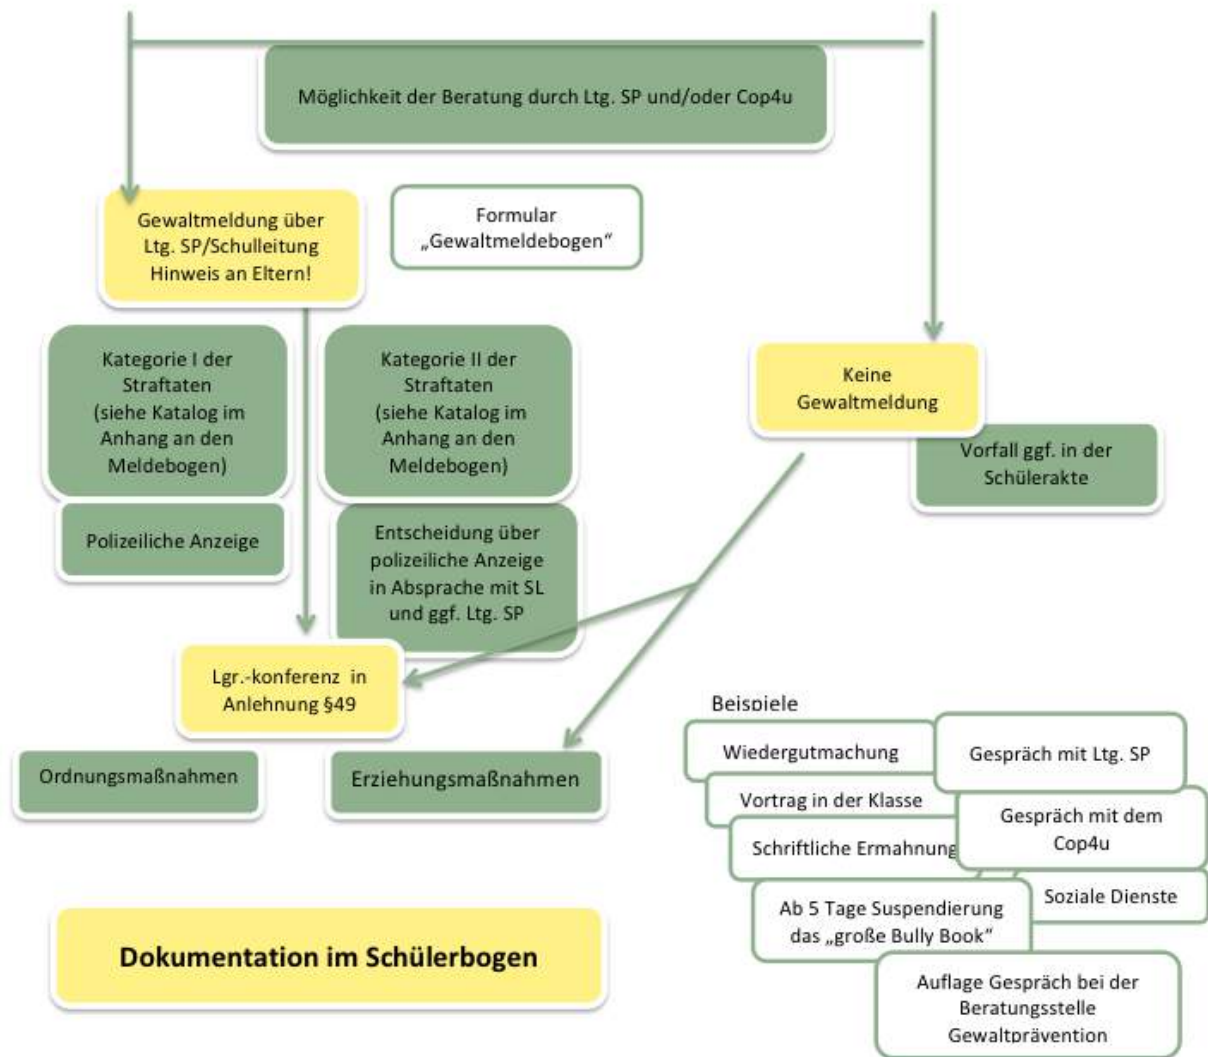 Möglichkeit der Beratung durch Ltg. SP und/oder Cop4u
Gewaltmeldung über
Ltg. SP/Schulleitung
Hinweis an Eltern!
Formular
„Gewaltmeldebogen“
Kategorie I der
Straftaten
(siehe Katalog im
Anhang an den
Meldebogen)
Kategorie II der
Straftaten
(siehe Katalog im
Anhang an den
Meldebogen)
Keine
Gewaltmeldung
Vorfall ggf. in der
Schülerakte
Polizeiliche Anzeige
Entscheidung über
polizeiliche Anzeige
in Absprache mit SL
und ggf. Ltg. SP
Lgr.-konferenz in
Anlehnung §49
Ordnungsmaßnahmen
Erziehungsmaßnahmen
Beispiele
Wiedergutmachung
Gespräch mit Ltg. SP
Vortrag in der Klasse
Gespräch mit dem
Cop4u
Schriftliche Ermahnung
Soziale Dienste
Ab 5 Tage Suspendierung
das „große Bully Book“
Auflage Gespräch bei der
Beratungsstelle
Gewaltprävention
Dokumentation im Schülerbogen